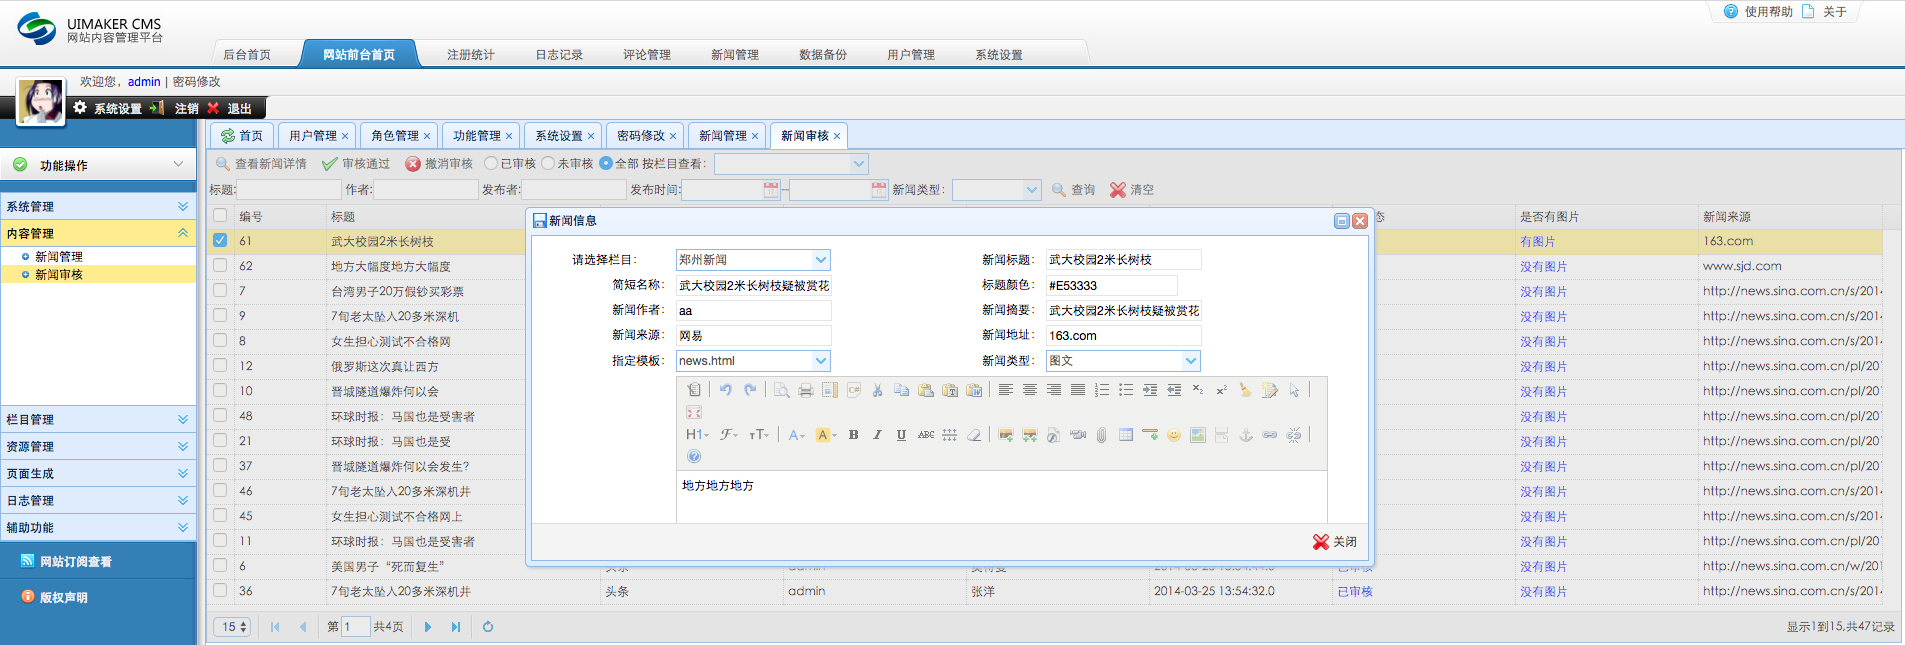 UIMAKER CMS
网站内容管理平台
使用帮助 关于
后台首页 网站前台首页 注册统计 日志记录 评论管理 新闻管理 数据备份 用户管理 系统设置
欢迎您，admin | 密码修改
系统设置 注销 退出
首页 用户管理 角色管理 功能管理 系统设置 密码修改 新闻管理 新闻审核
功能操作
系统管理
内容管理
新闻管理
新闻审核
栏目管理
资源管理
页面生成
日志管理
辅助功能
网站订阅查看
版权声明
查看新闻详情 审核通过 撤消审核 已审核 未审核 全部 按栏目查看：
标题: 作者: 发布者: 发布时间: -- 新闻类型： 查询 清空
编号 标题 态 是否有图片 新闻来源
61 武大校园2米长树枝 有图片 163.com
62 地方大幅度地方大幅度 没有图片 www.sjd.com
7 台湾男子20万假钞买彩票 没有图片 http://news.sina.com.cn/s/2014
9 7旬老太坠入20多米深机 没有图片 http://news.sina.com.cn/s/2014
8 女生担心测试不合格网 没有图片 http://news.sina.com.cn/s/2014
12 俄罗斯这次真让西方 没有图片 http://news.sina.com.cn/pl/201
10 晋城隧道爆炸何以会 没有图片 http://news.sina.com.cn/pl/201
48 环球时报：马国也是受害者 没有图片 http://news.sina.com.cn/pl/201
21 环球时报：马国也是受 没有图片 http://news.sina.com.cn/pl/201
37 晋城隧道爆炸何以会发生? 没有图片 http://news.sina.com.cn/pl/201
46 7旬老太坠入20多米深机井 没有图片 http://news.sina.com.cn/s/2014
45 女生担心测试不合格网上 没有图片 http://news.sina.com.cn/s/2014
11 环球时报：马国也是受害者 没有图片 http://news.sina.com.cn/pl/201
6 美国男子“死而复生” 头条 admin 已审核 没有图片 http://news.sina.com.cn/w/201
36 7旬老太坠入20多米深机井 头条 admin 张洋 2014-03-25 13:54:32.0 已审核 没有图片 http://news.sina.com.cn/s/2014
15 第 1 共4页
显示1到15,共47记录
新闻信息
请选择栏目： 郑州新闻 新闻标题： 武大校园2米长树枝
简短名称： 武大校园2米长树枝疑被赏花 标题颜色： #E53333
新闻作者： aa 新闻摘要： 武大校园2米长树枝疑被赏花
新闻来源： 网易 新闻地址： 163.com
指定模板： news.html 新闻类型： 图文
H1 F TT A A B I U ABC
地方地方地方
关闭